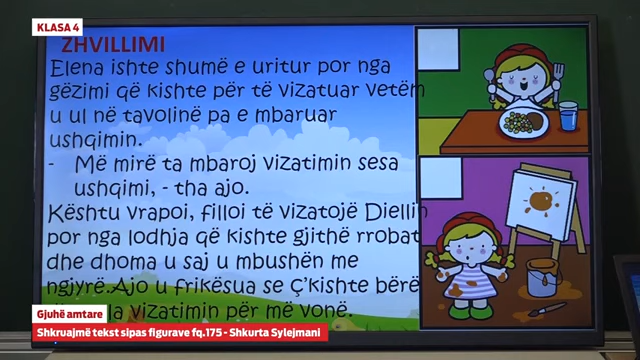 KLASA 4
ZHVILLIMI
Elena ishte shumë e uritur por nga
gëzimi që kishte për të vizatuar vetëm
u ul në tavolinë pa e mbaruar
ushqimin.
- Më mirë ta mbaroj vizatimin sesa
ushqimi, - tha ajo.
Kështu vrapoi, filloi të vizatojë Diellin
por nga lodhja që kishte gjithë rrobat
dhe dhoma u saj u mbushën me
ngjyrë.Ajo u frikësua se ç'kishte bërë
la vizatimin për më vonë.
Gjuhë amtare
Shkruajmë tekst sipas figurave fq.175 - Shkurta Sylejmani